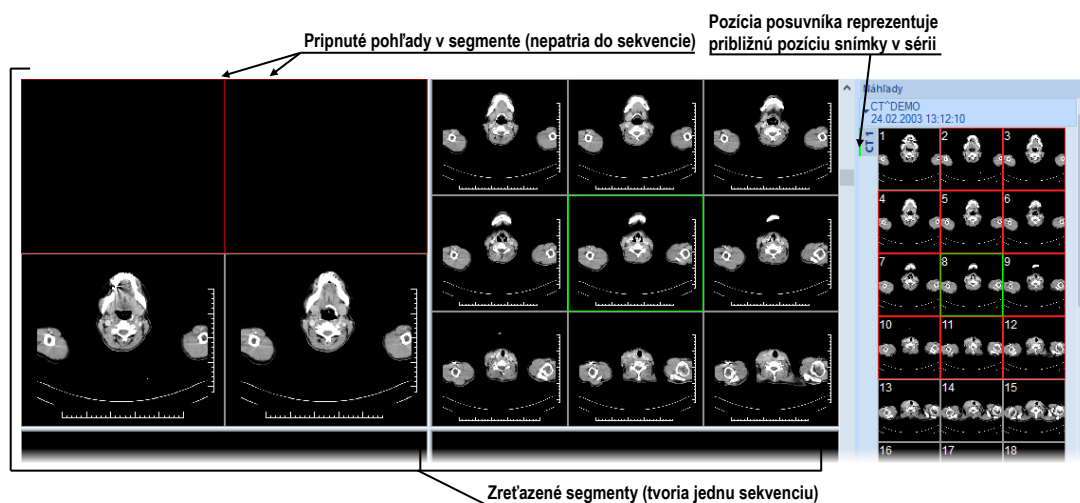 Pozícia posuvníka reprezentuje
približnú pozíciu snímky v sérii
Pripnuté pohľady v segmente (nepatria do sekvencie)
Náhľady
CT^DEMO
24.02.2003 13:12:10
CT 1
1 2 3
4 5 6
7 8 9
10 11 12
13 14 15
16 17 18
Zreťazené segmenty (tvoria jednu sekvenciu)